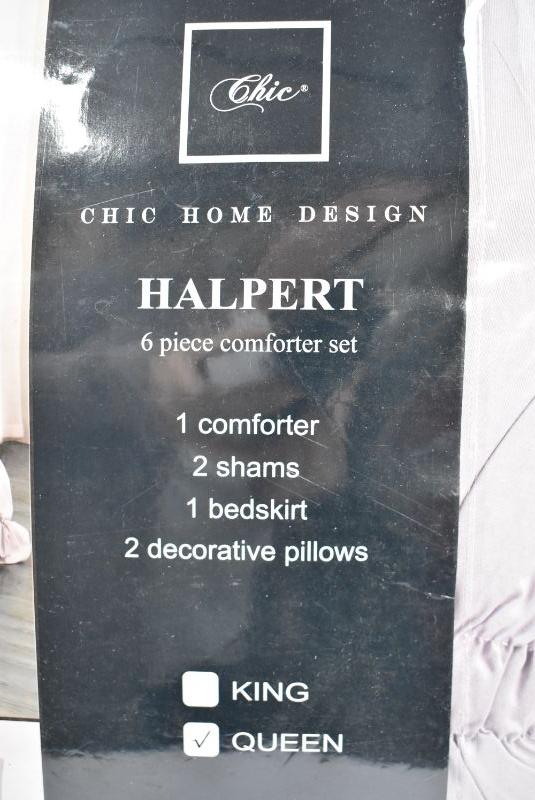 Chic®
CHIC HOME DESIGN
HALPERT
6 piece comforter set
1 comforter
2 shams
1 bedskirt
2 decorative pillows
KING
✓ QUEEN